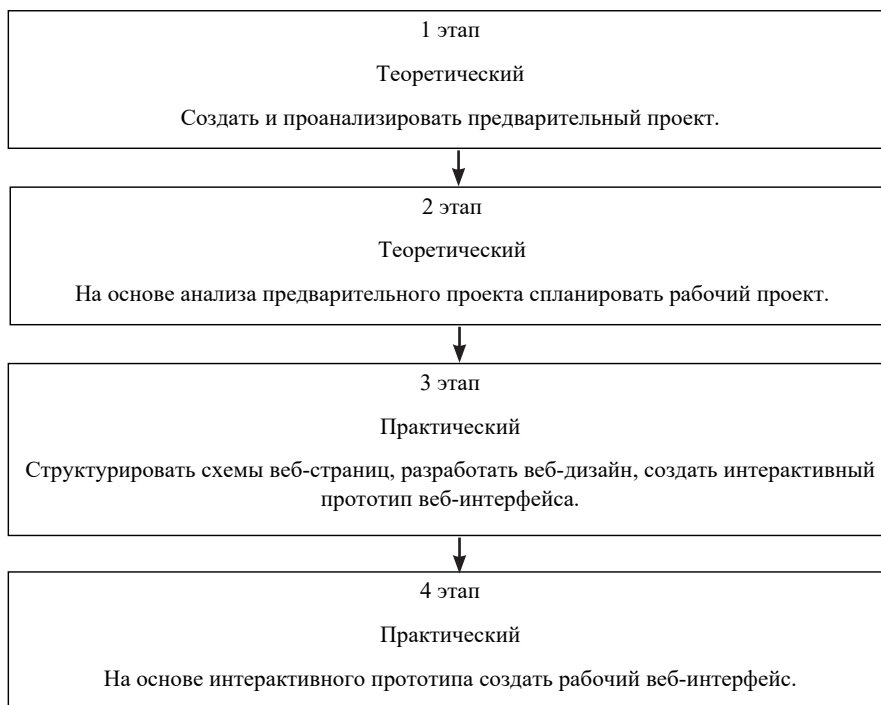 1 этап
Теоретический
Создать и проанализировать предварительный проект.
2 этап
Теоретический
На основе анализа предварительного проекта спланировать рабочий проект.
3 этап
Практический
Структурировать схемы веб-страниц, разработать веб-дизайн, создать интерактивный
прототип веб-интерфейса.
4 этап
Практический
На основе интерактивного прототипа создать рабочий веб-интерфейс.